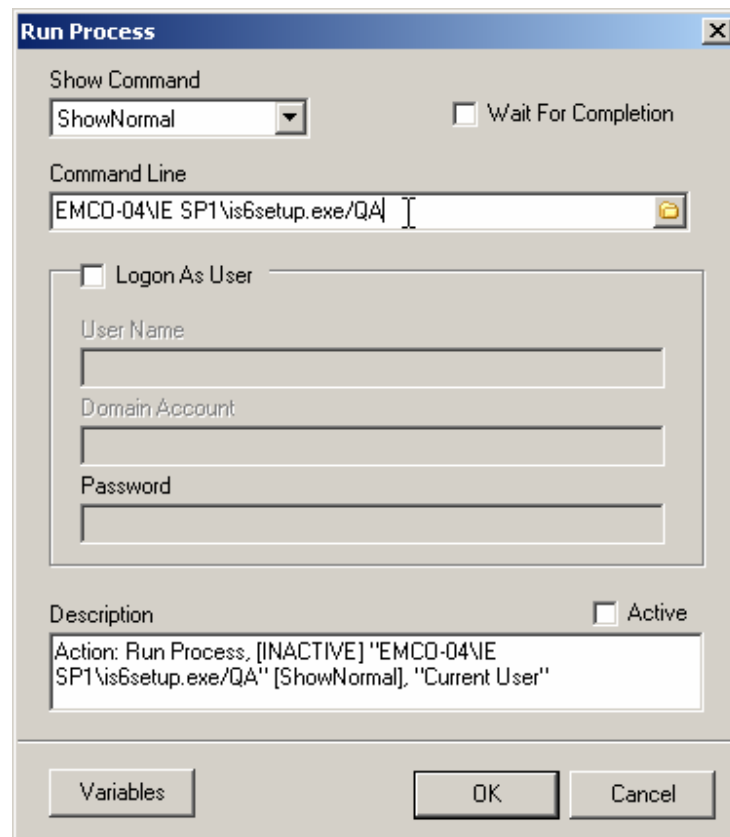 Run Process
Show Command
ShowNormal
Wait For Completion
Command Line
EMCO-04\IE SP1\is6setup.exe/QA
Logon As User
User Name
Domain Account
Password
Description
Active
Action: Run Process, [INACTIVE] "EMCO-04\IE
SP1\is6setup.exe/QA" [ShowNormal], "Current User"
Variables
OK
Cancel